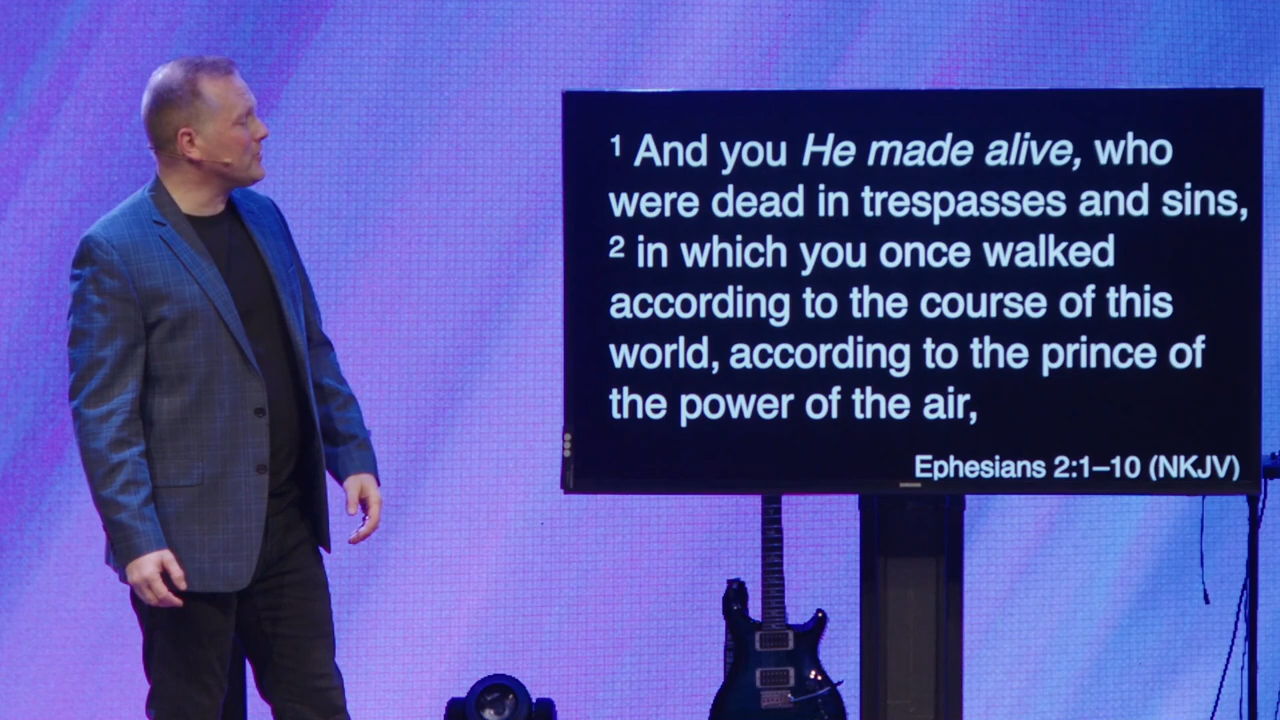 1 And you He made alive, who
were dead in trespasses and sins,
2 in which you once walked
according to the course of this
world, according to the prince of
the power of the air,
Ephesians 2:1–10 (NKJV)